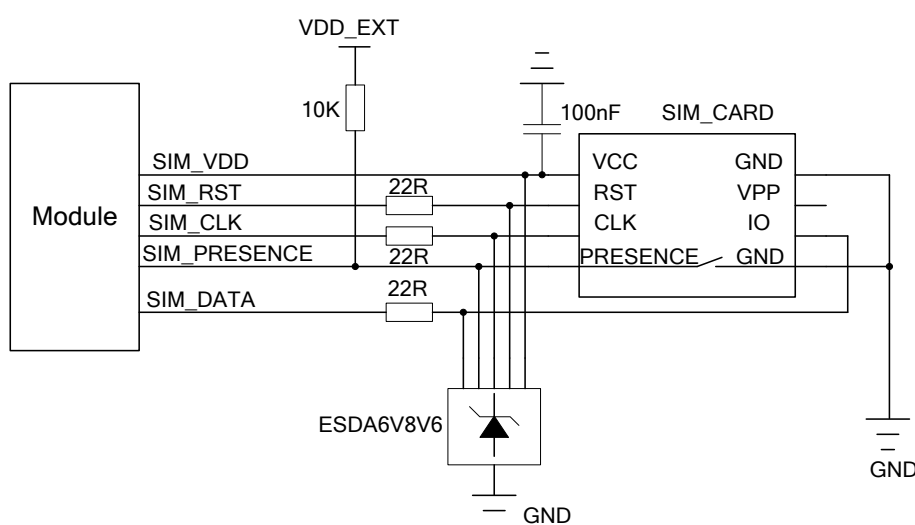 VDD_EXT
10K
100nF
SIM_CARD
SIM_VDD
VCC
GND
SIM_RST
22R
RST
VPP
Module
SIM_CLK
CLK
IO
SIM_PRESENCE
22R
PRESENCE
GND
SIM_DATA
22R
ESDA6V8V6
GND
GND